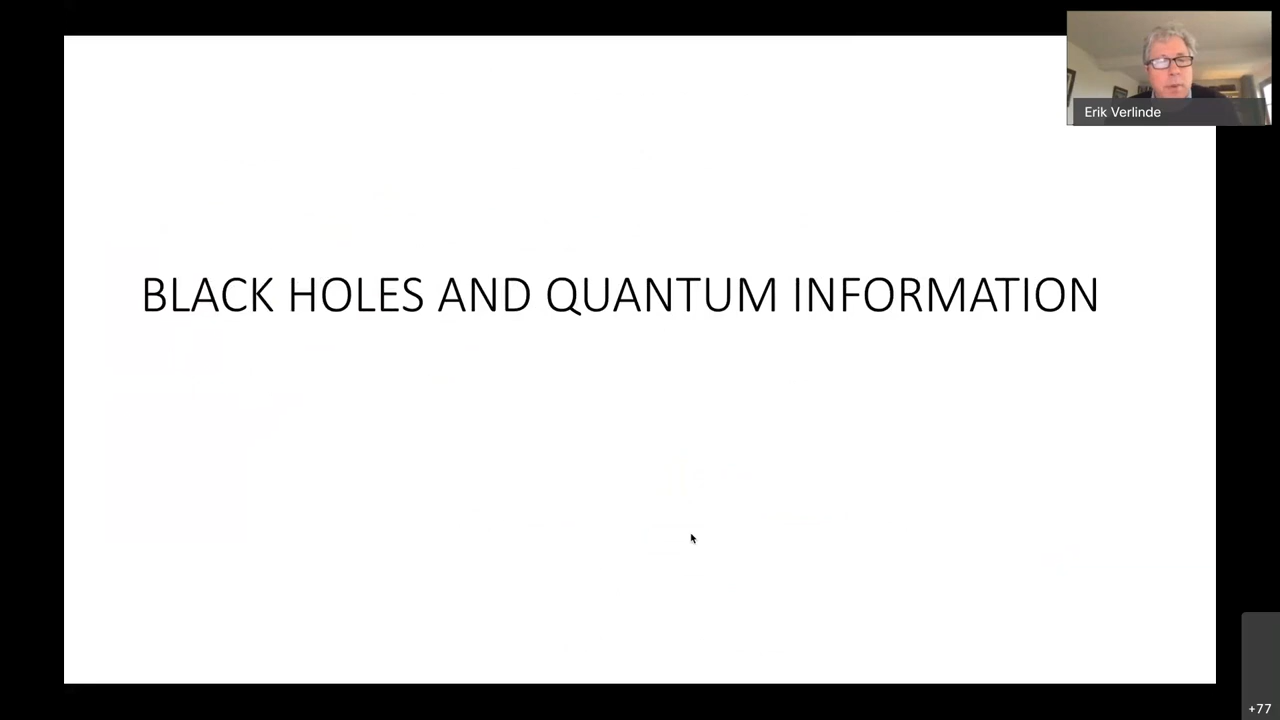 Erik Verlinde
BLACK HOLES AND QUANTUM INFORMATION
+77